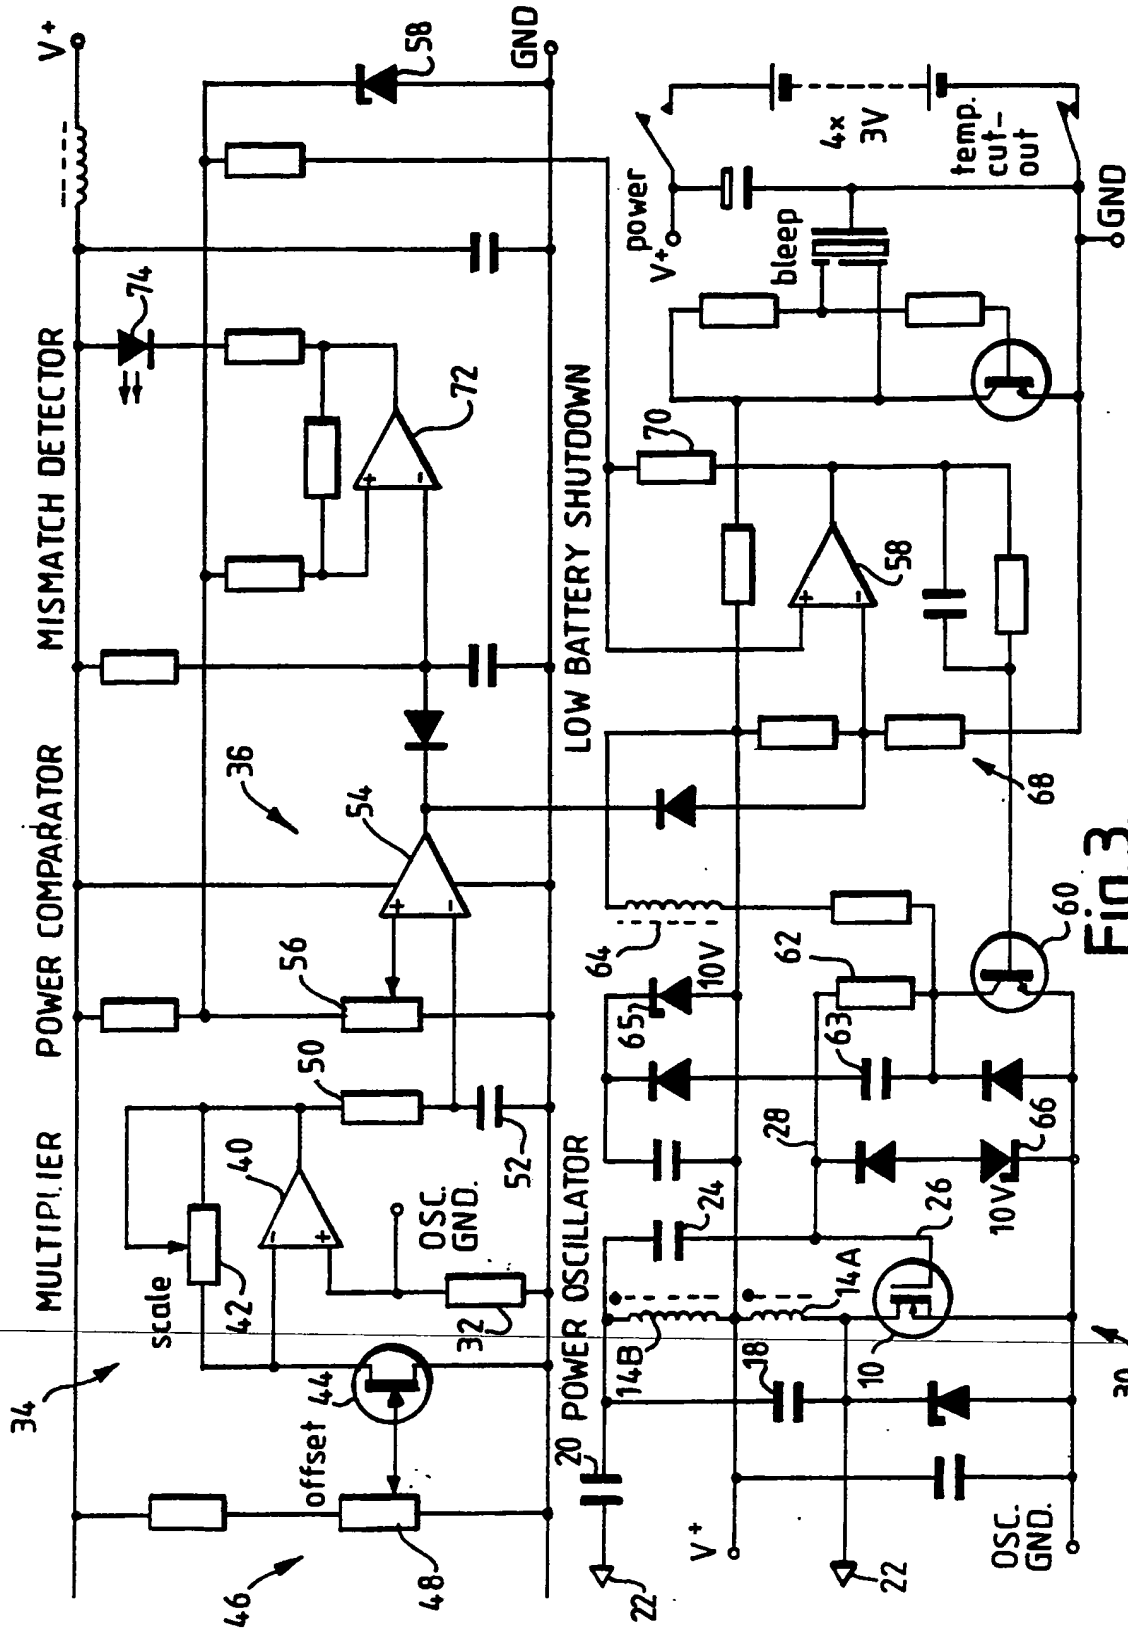 MULTIPLIER
POWER COMPARATOR
MISMATCH DETECTOR
V+
34
scale
42
40
50
56
36
54
74
72
58
GND
46
offset
48
44
32
OSC.
GND.
52
20 POWER OSCILLATOR
LOW BATTERY SHUTDOWN
22
V+
22
OSC.
GND.
14B
18
10
14A
24
26
28
10V
66
63
65
10V
64
62
60
68
58
70
bleep
power
V+
4x
3V
temp.
cut-
out
GND
30
Fig.3.
+
-
+
-
+
-
+
-